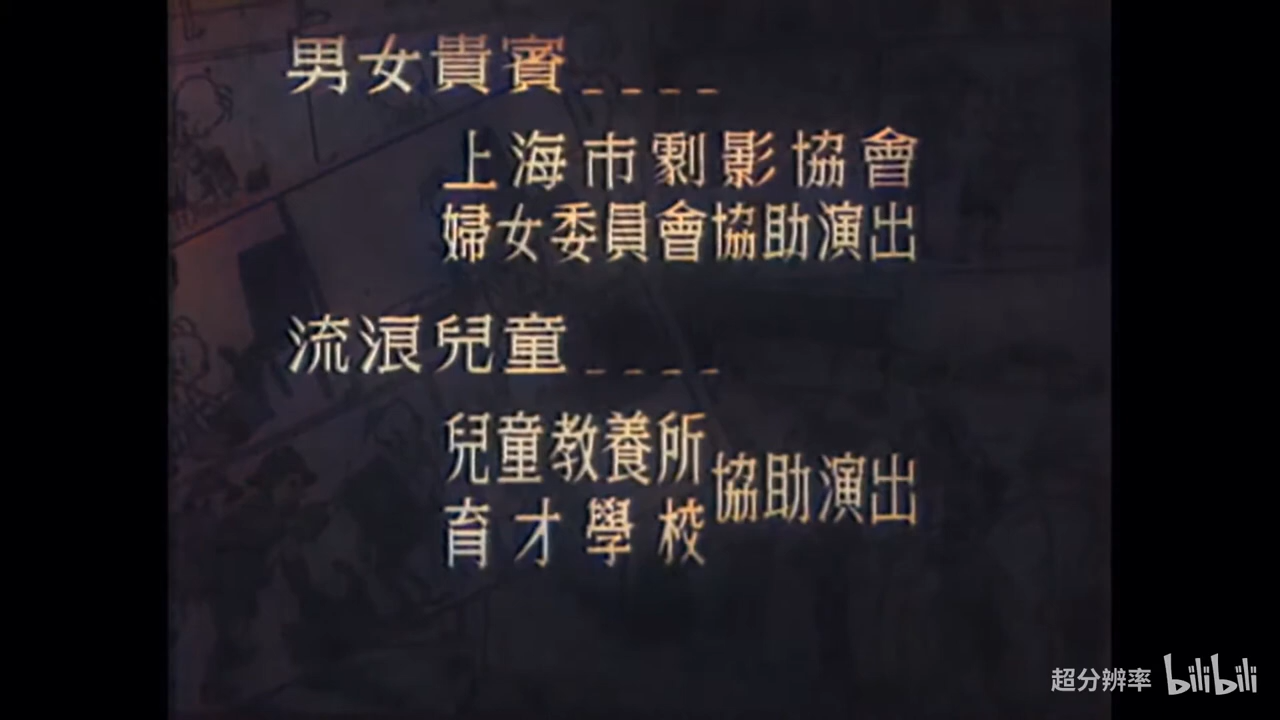 男女貴賓____
上海市劇影協會
婦女委員會協助演出
流浪兒童____
兒童教養所
育才學校
協助演出
超分辨率 bilibili